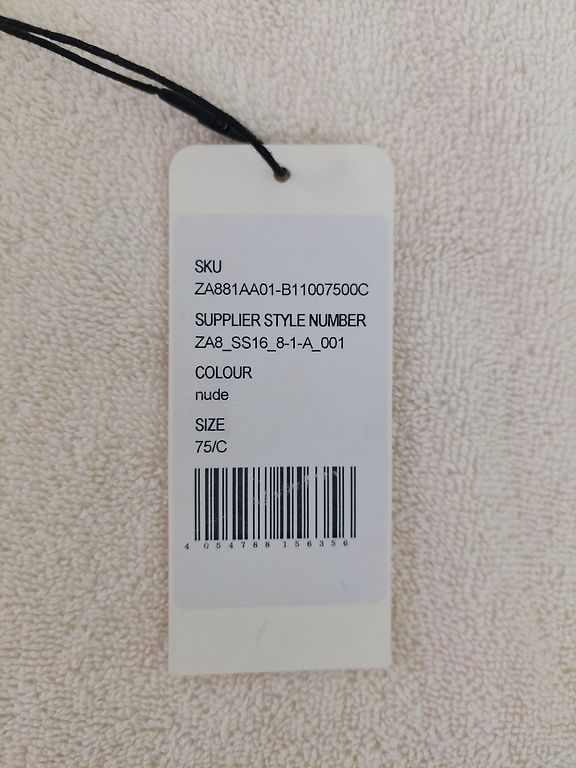 SKU
ZA881AA01-B11007500C
SUPPLIER STYLE NUMBER
ZA8_SS16_8-1-A_001
COLOUR
nude
SIZE
75/C
4 054788 156356